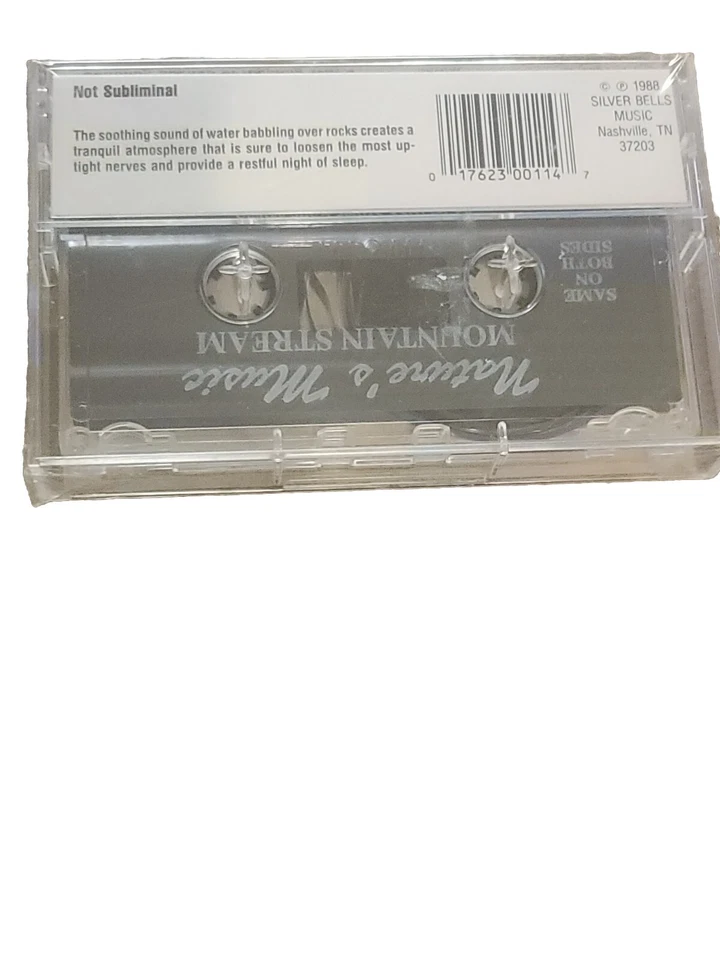 Not Subliminal
The soothing sound of water babbling over rocks creates a
tranquil atmosphere that is sure to loosen the most up-
tight nerves and provide a restful night of sleep.
0 17623 00114 7
© ℗ 1988
SILVER BELLS
MUSIC
Nashville, TN
37203
Nature's Music
MOUNTAIN STREAM
SAME
ON
BOTH
SIDES